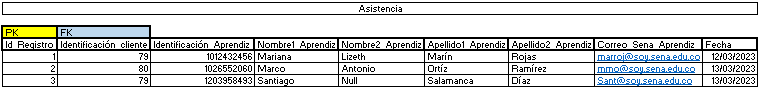 Asistencia
PK FK
Id_Registro Identificación_cliente Identificación_Aprendiz Nombre1_Aprendiz Nombre2_Aprendiz Apellido1_Aprendiz Apellido2_Aprendiz Correo_Sena_Aprendiz Fecha
1 79 1012432456 Mariana Lizeth Marín Rojas marroj@soy.sena.edu.co 12/03/2023
2 80 1026552060 Marco Antonio Ortíz Ramírez mmo@soy.sena.edu.co 13/03/2023
3 79 1203958493 Santiago Null Salamanca Díaz Sant@soy.sena.edu.co 13/03/2023